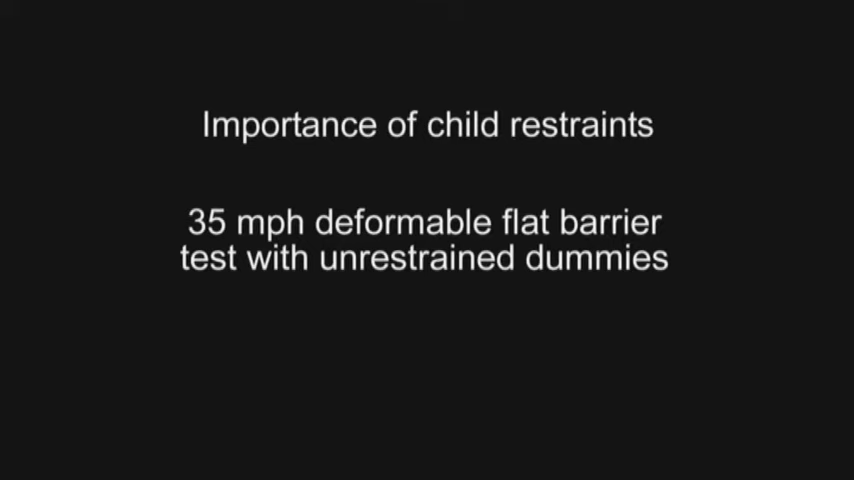 Importance of child restraints
35 mph deformable flat barrier
test with unrestrained dummies